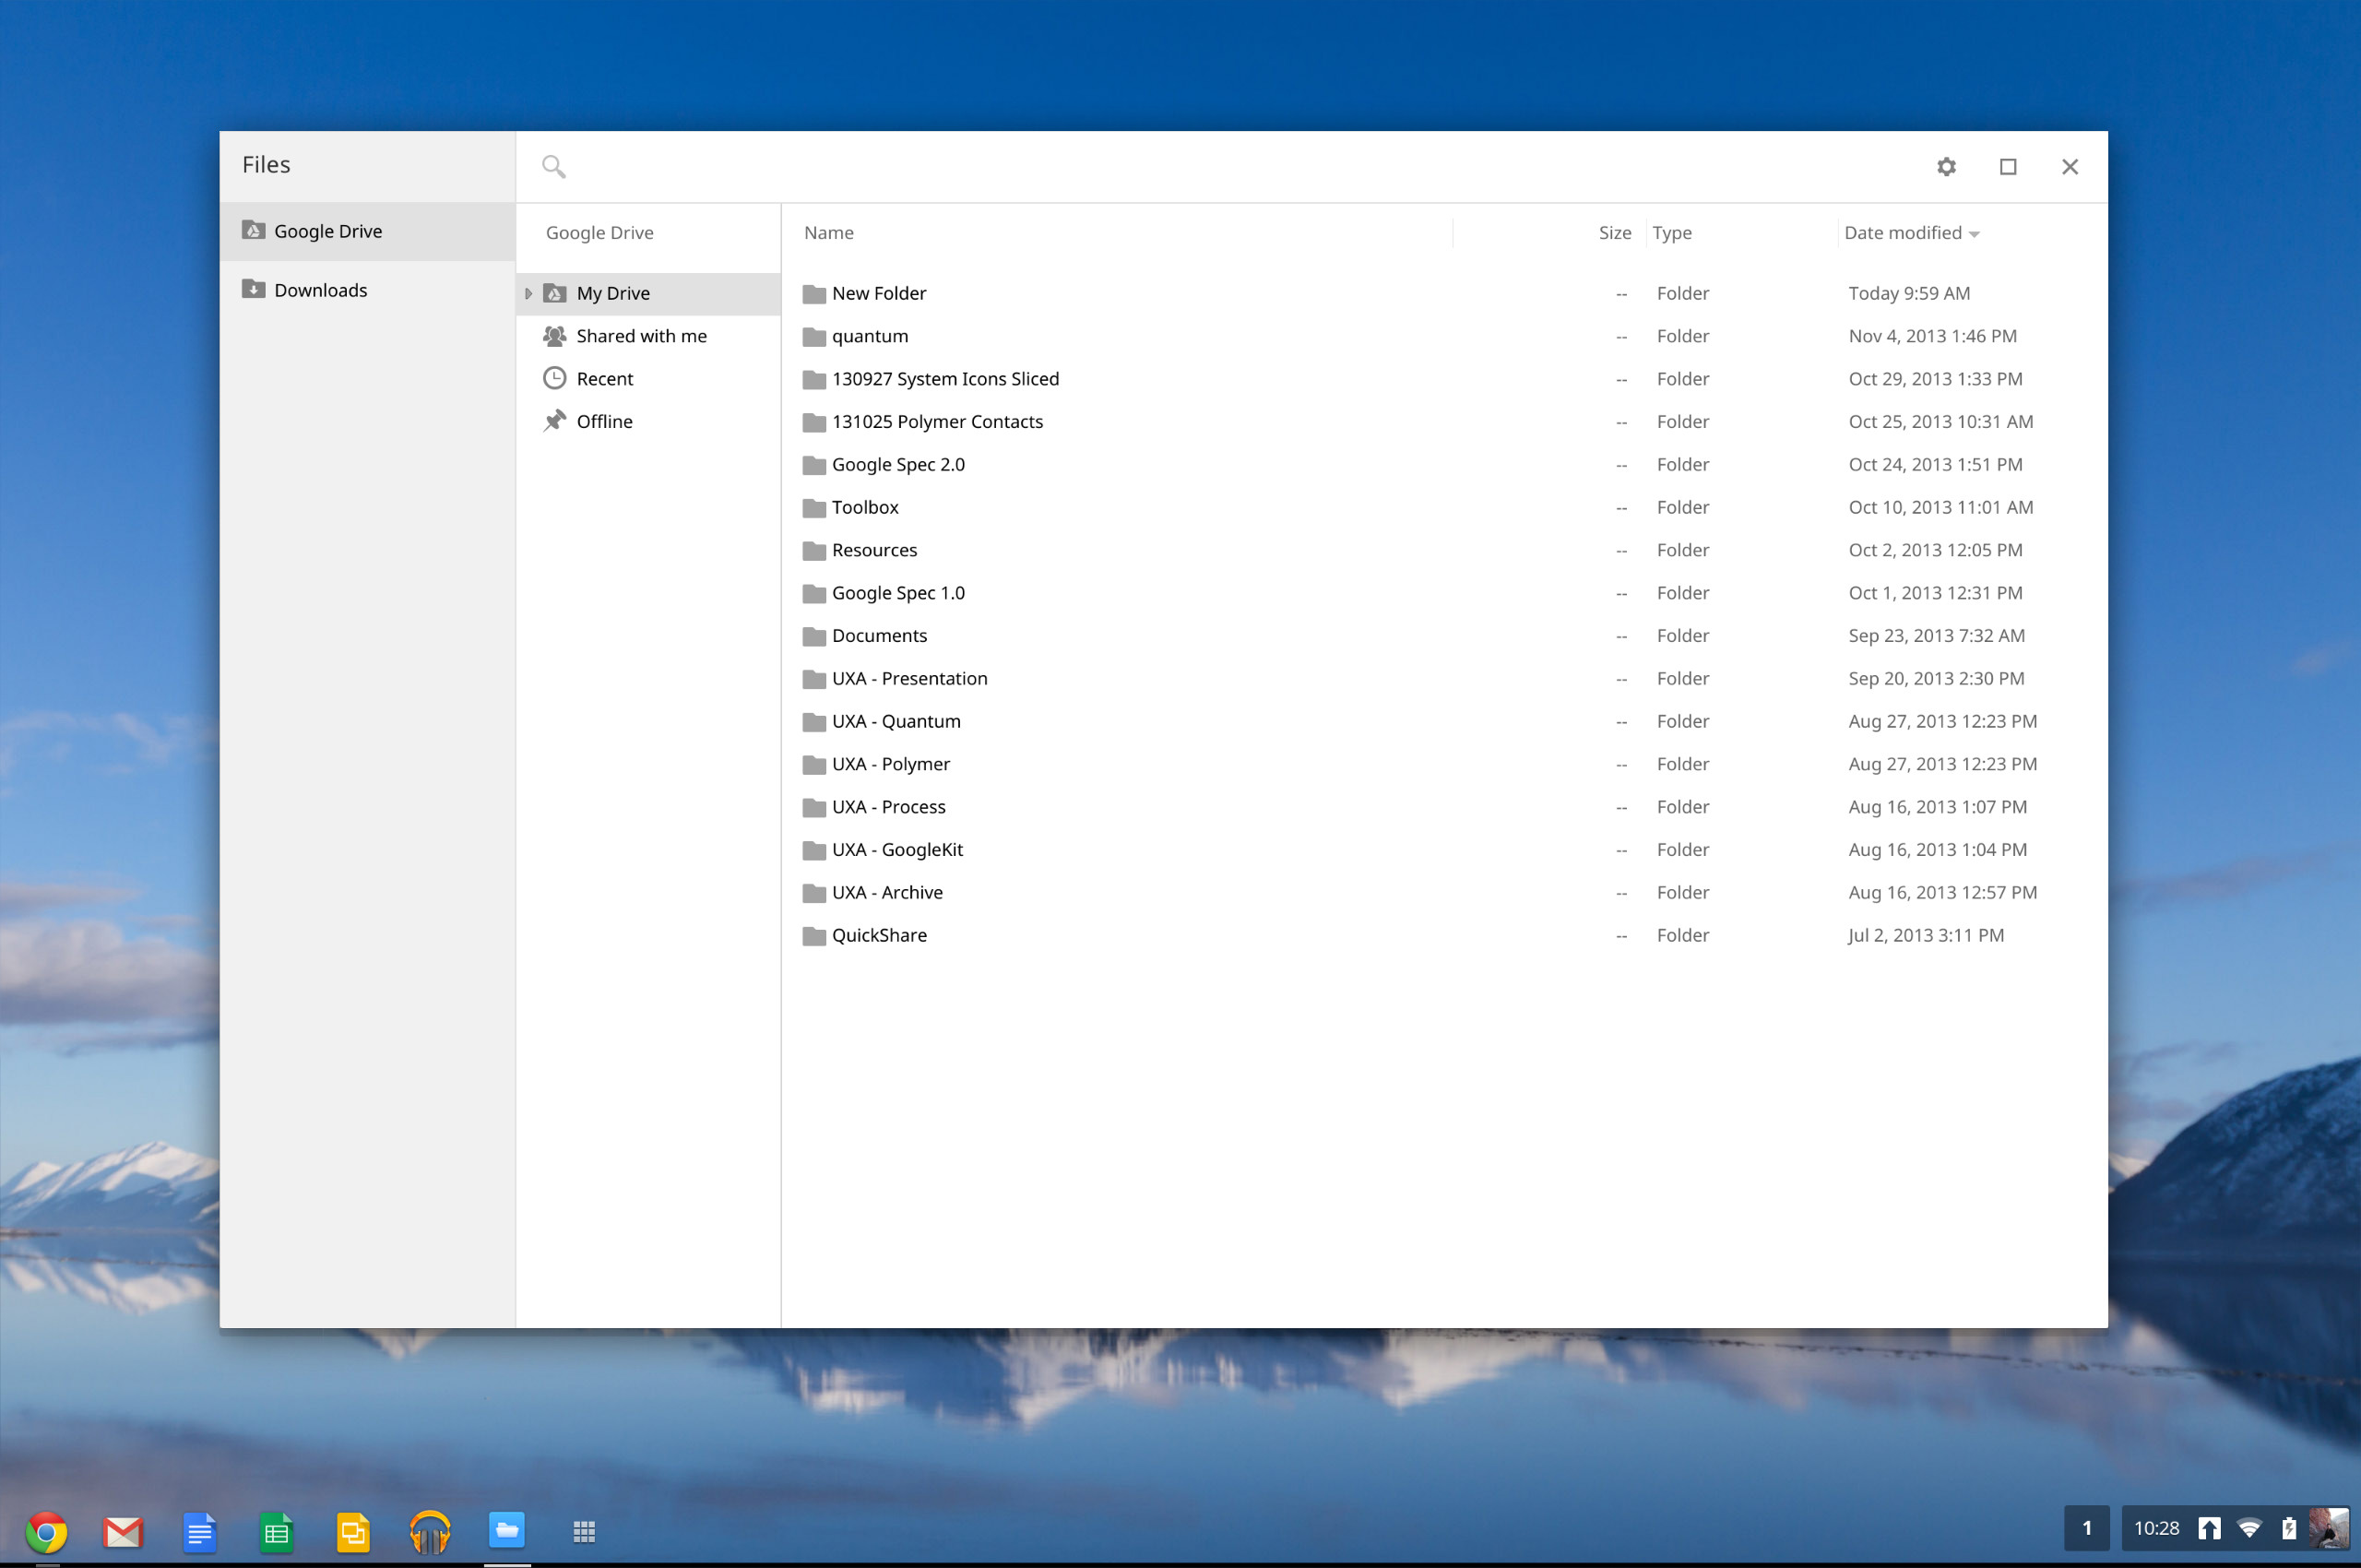 Files
Google Drive
Downloads
Google Drive
My Drive
Shared with me
Recent
Offline
Name Size Type Date modified
New Folder -- Folder Today 9:59 AM
quantum -- Folder Nov 4, 2013 1:46 PM
130927 System Icons Sliced -- Folder Oct 29, 2013 1:33 PM
131025 Polymer Contacts -- Folder Oct 25, 2013 10:31 AM
Google Spec 2.0 -- Folder Oct 24, 2013 1:51 PM
Toolbox -- Folder Oct 10, 2013 11:01 AM
Resources -- Folder Oct 2, 2013 12:05 PM
Google Spec 1.0 -- Folder Oct 1, 2013 12:31 PM
Documents -- Folder Sep 23, 2013 7:32 AM
UXA - Presentation -- Folder Sep 20, 2013 2:30 PM
UXA - Quantum -- Folder Aug 27, 2013 12:23 PM
UXA - Polymer -- Folder Aug 27, 2013 12:23 PM
UXA - Process -- Folder Aug 16, 2013 1:07 PM
UXA - GoogleKit -- Folder Aug 16, 2013 1:04 PM
UXA - Archive -- Folder Aug 16, 2013 12:57 PM
QuickShare -- Folder Jul 2, 2013 3:11 PM
1 10:28